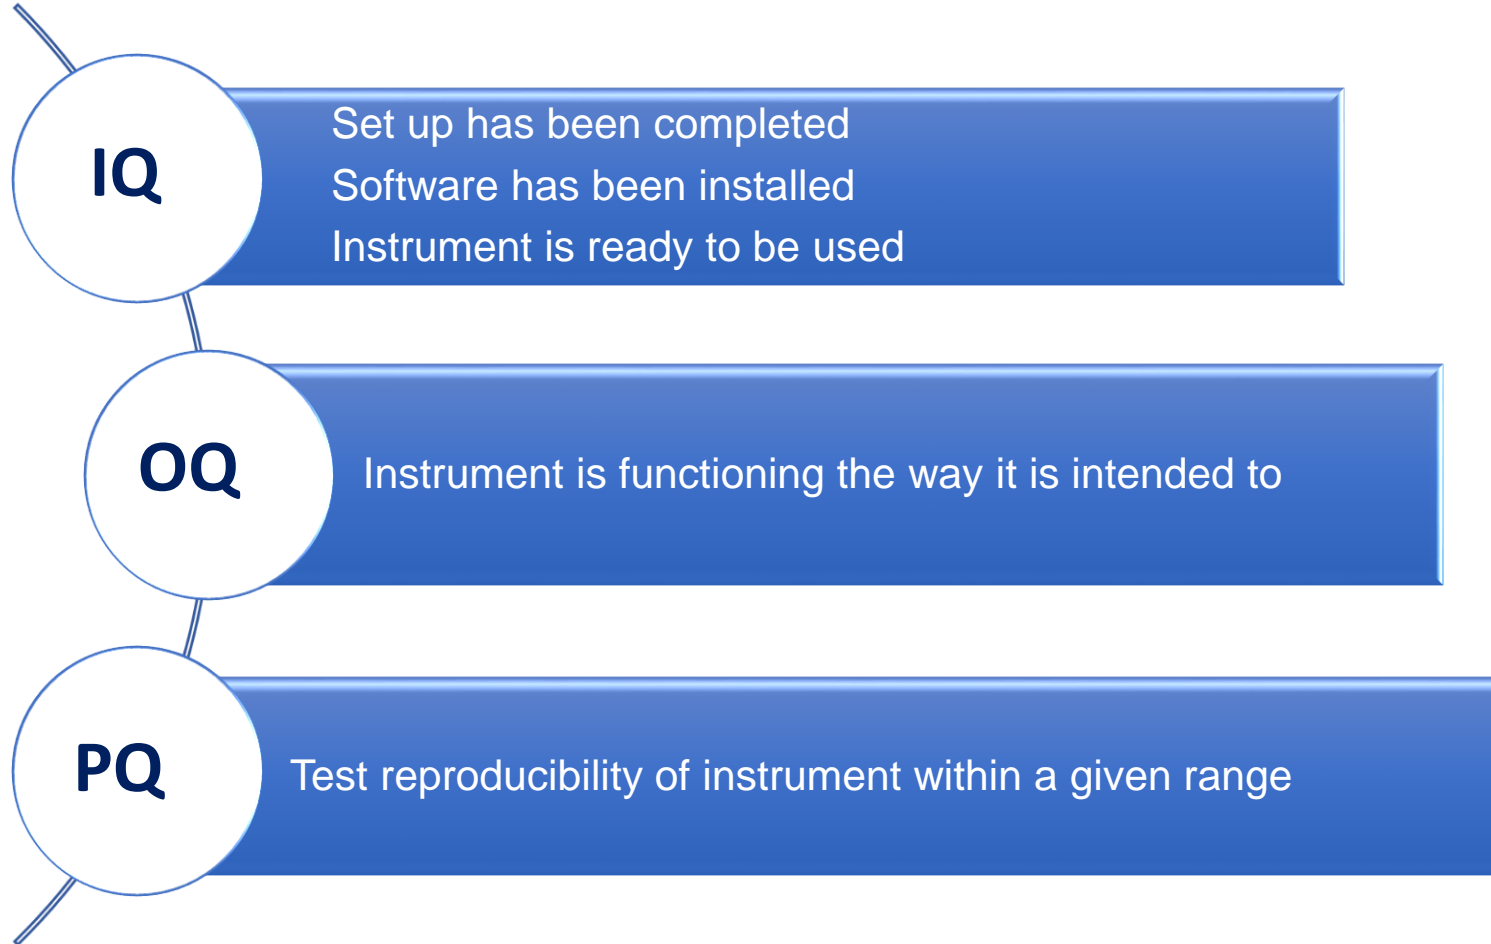 IQ
Set up has been completed
Software has been installed
Instrument is ready to be used
OQ
Instrument is functioning the way it is intended to
PQ
Test reproducibility of instrument within a given range